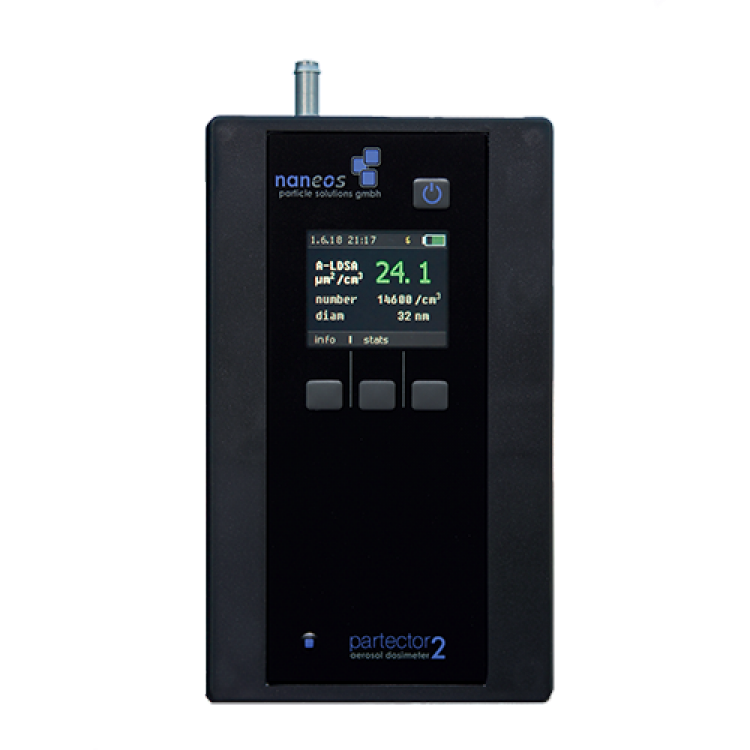 naneos
particle solutions gmbh
1.6.18 21:17
A-LDSA
µm²/cm³ 24.1
number 14600/cm³
diam 32 nm
info stats
partector2
aerosol dosimeter